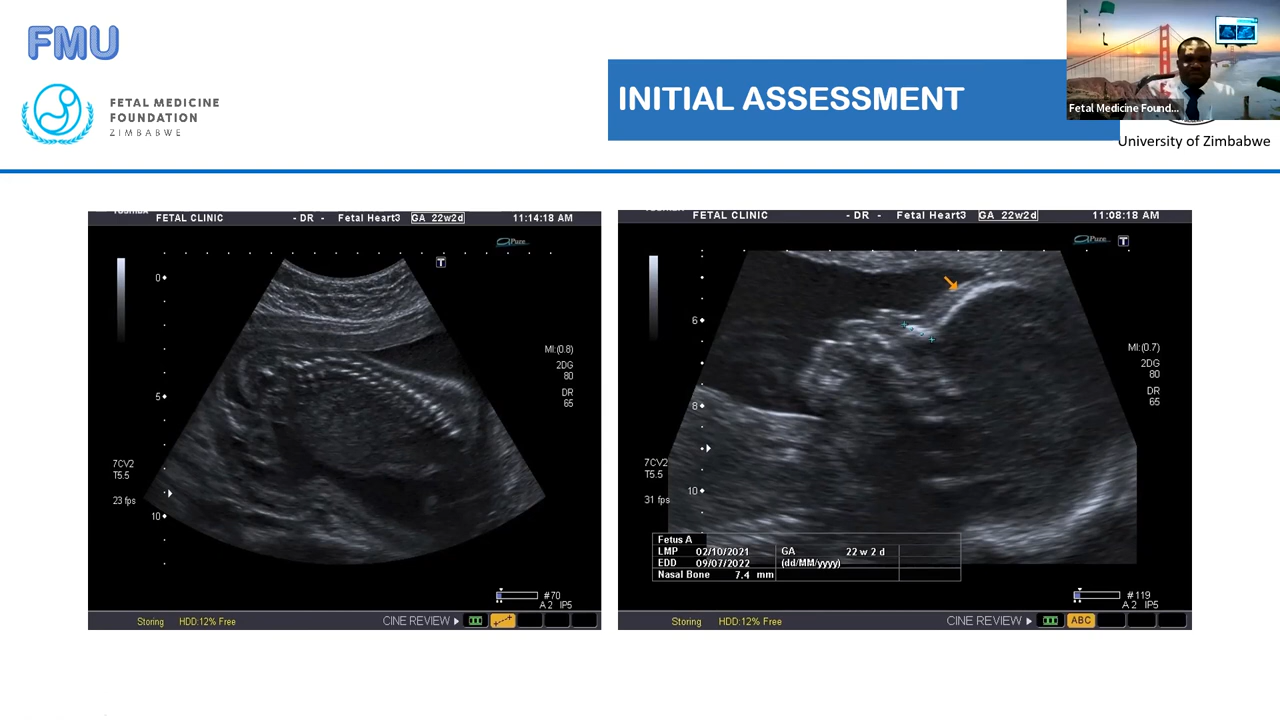 FMU
FETAL MEDICINE
FOUNDATION
ZIMBABWE
INITIAL ASSESSMENT
Fetal Medicine Found...
University of Zimbabwe
FETAL CLINIC - DR - Fetal Heart3 GA 22w2d 11:14:18 AM
aPure
T
0
MI:(0.8)
2DG
80
DR
65
5
7CV2
T5.5
23 fps
10
#70
A 2 IP5
Storing HDD:12% Free CINE REVIEW
FETAL CLINIC - DR - Fetal Heart3 GA 22w2d 11:08:18 AM
aPure T
6
MI:(0.7)
2DG
80
DR
65
8
7CV2
T5.5
31 fps
10
Fetus A
LMP 02/10/2021 GA 22 w 2 d
EDD 09/07/2022 (dd/MM/yyyy)
Nasal Bone 7.4 mm
#119
A 2 IP5
Storing HDD:12% Free CINE REVIEW ABC